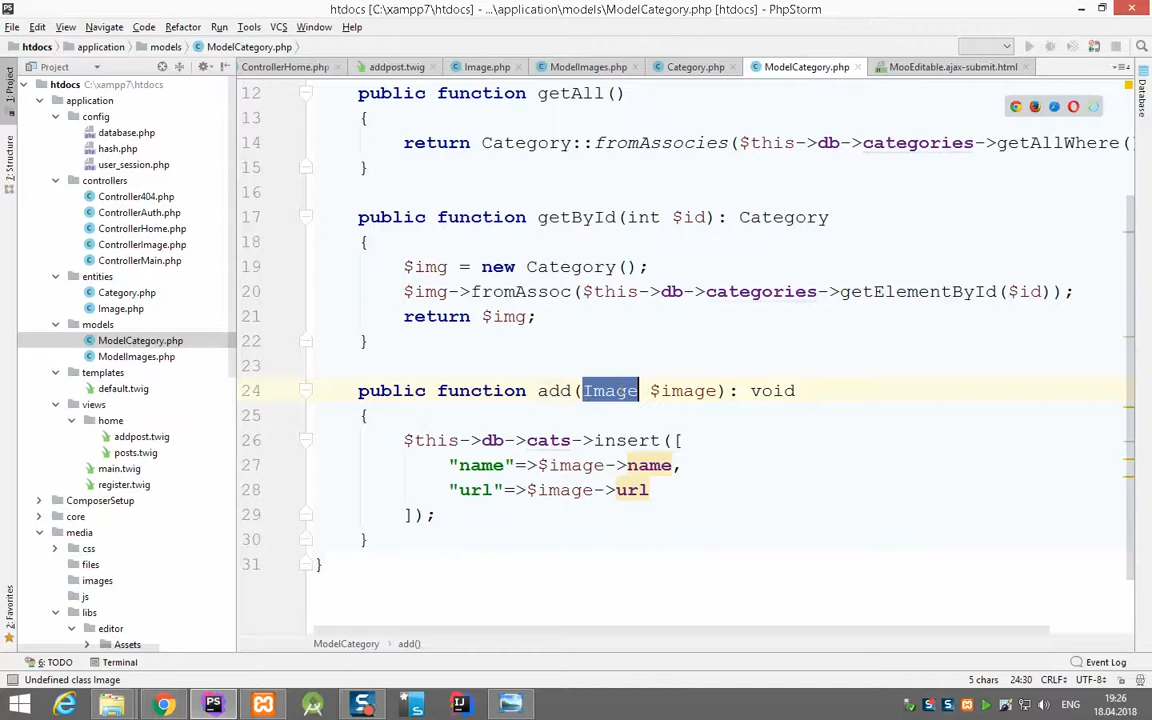 htdocs [C:\xampp7\htdocs] - ...\application\models\ModelCategory.php [htdocs] - PhpStorm
File Edit View Navigate Code Refactor Run Tools VCS Window Help
htdocs application models ModelCategory.php
Project
ControllerHome.php addpost.twig Image.php ModelImages.php Category.php ModelCategory.php MooEditable.ajax-submit.html
1: Project
7: Structure
2: Favorites
Database
htdocs C:\xampp7\htdocs
application
config
database.php
hash.php
user_session.php
controllers
Controller404.php
ControllerAuth.php
ControllerHome.php
ControllerImage.php
ControllerMain.php
entities
Category.php
Image.php
models
ModelCategory.php
ModelImages.php
templates
default.twig
views
home
addpost.twig
posts.twig
main.twig
register.twig
ComposerSetup
core
media
css
files
images
js
libs
editor
Assets
12 public function getAll()
13 {
14 return Category::fromAssocies($this->db->categories->getAllWhere()
15 }
16
17 public function getById(int $id): Category
18 {
19 $img = new Category();
20 $img->fromAssoc($this->db->categories->getElementById($id));
21 return $img;
22 }
23
24 public function add(Image $image): void
25 {
26 $this->db->cats->insert([
27 "name"=>$image->name,
28 "url"=>$image->url
29 ]);
30 }
31 }
ModelCategory add()
6: TODO Terminal Event Log
Undefined class Image 5 chars 24:30 CRLF÷ UTF-8÷
ENG 19:26
18.04.2018